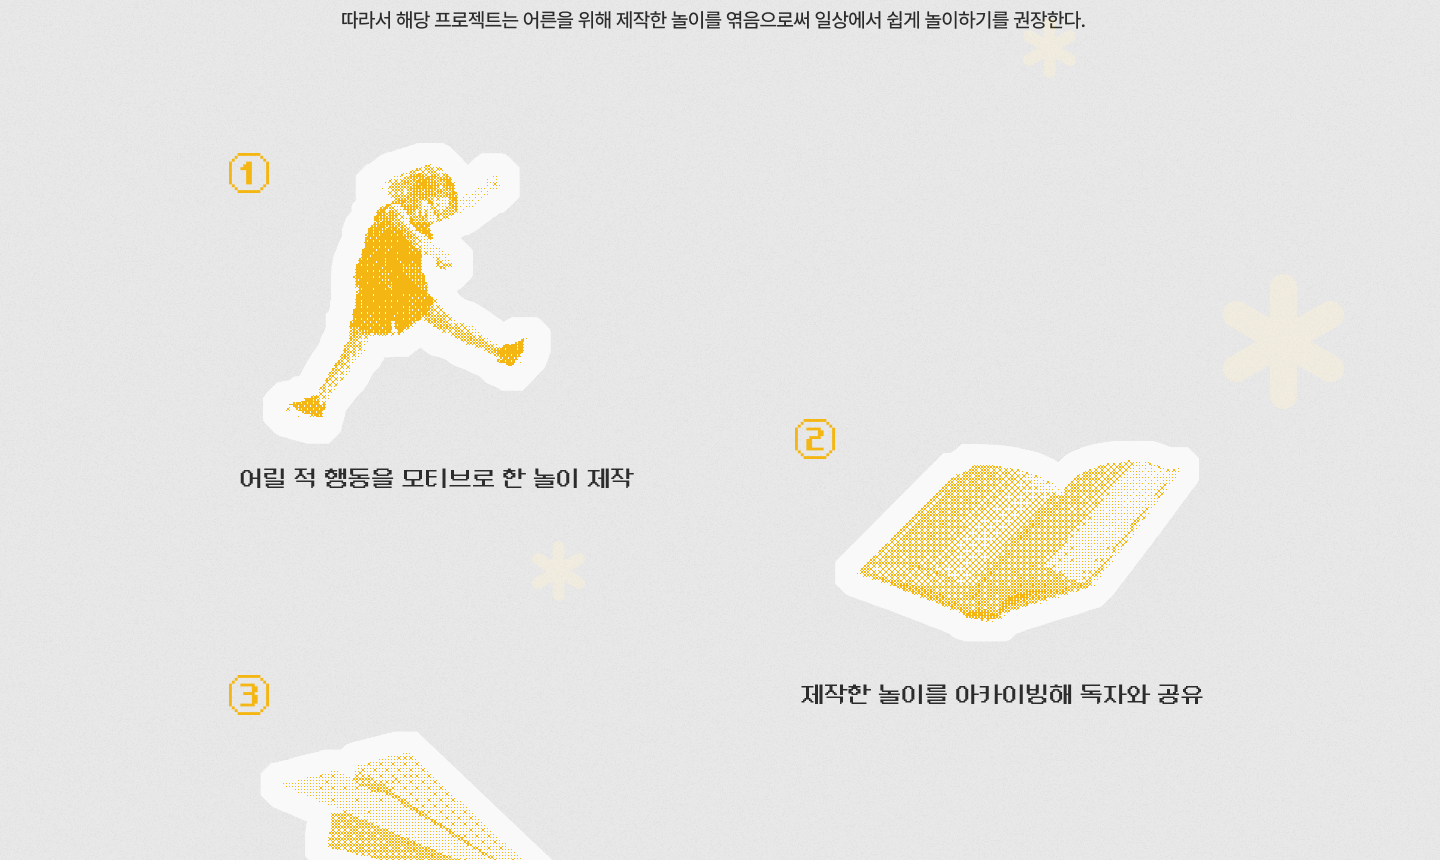 따라서 해당 프로젝트는 어른을 위해 제작한 놀이를 엮음으로써 일상에서 쉽게 놀이하기를 권장한다.
1
어릴 적 행동을 모티브로 한 놀이 제작
2
제작한 놀이를 아카이빙해 독자와 공유
3